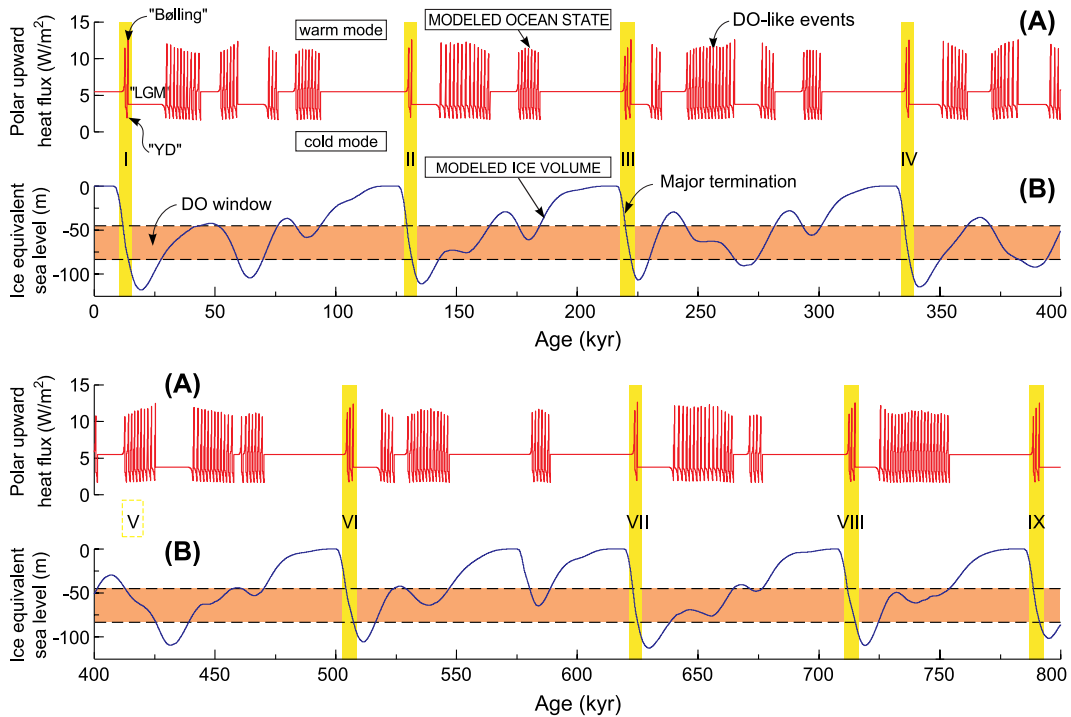 "Bølling"
MODELED OCEAN STATE
DO-like events
(A)
warm mode
15
10
5
0
Polar upward
heat flux (W/m²)
"LGM"
"YD"
cold mode
I
II
III
IV
MODELED ICE VOLUME
Major termination
(B)
DO window
0
-50
-100
Ice equivalent
sea level (m)
0 50 100 150 200 250 300 350 400
Age (kyr)
(A)
15
10
5
0
Polar upward
heat flux (W/m²)
V
VI
VII
VIII
IX
(B)
0
-50
-100
Ice equivalent
sea level (m)
400 450 500 550 600 650 700 750 800
Age (kyr)